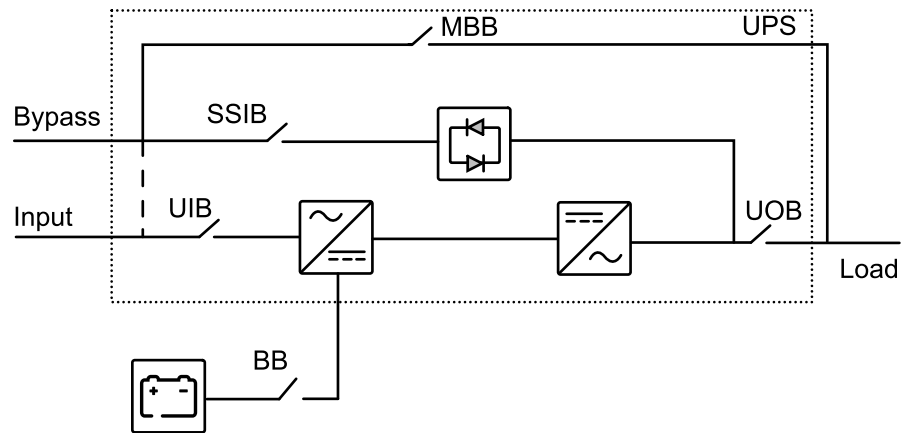 MBB
UPS
Bypass
SSIB
Input
UIB
UOB
Load
BB